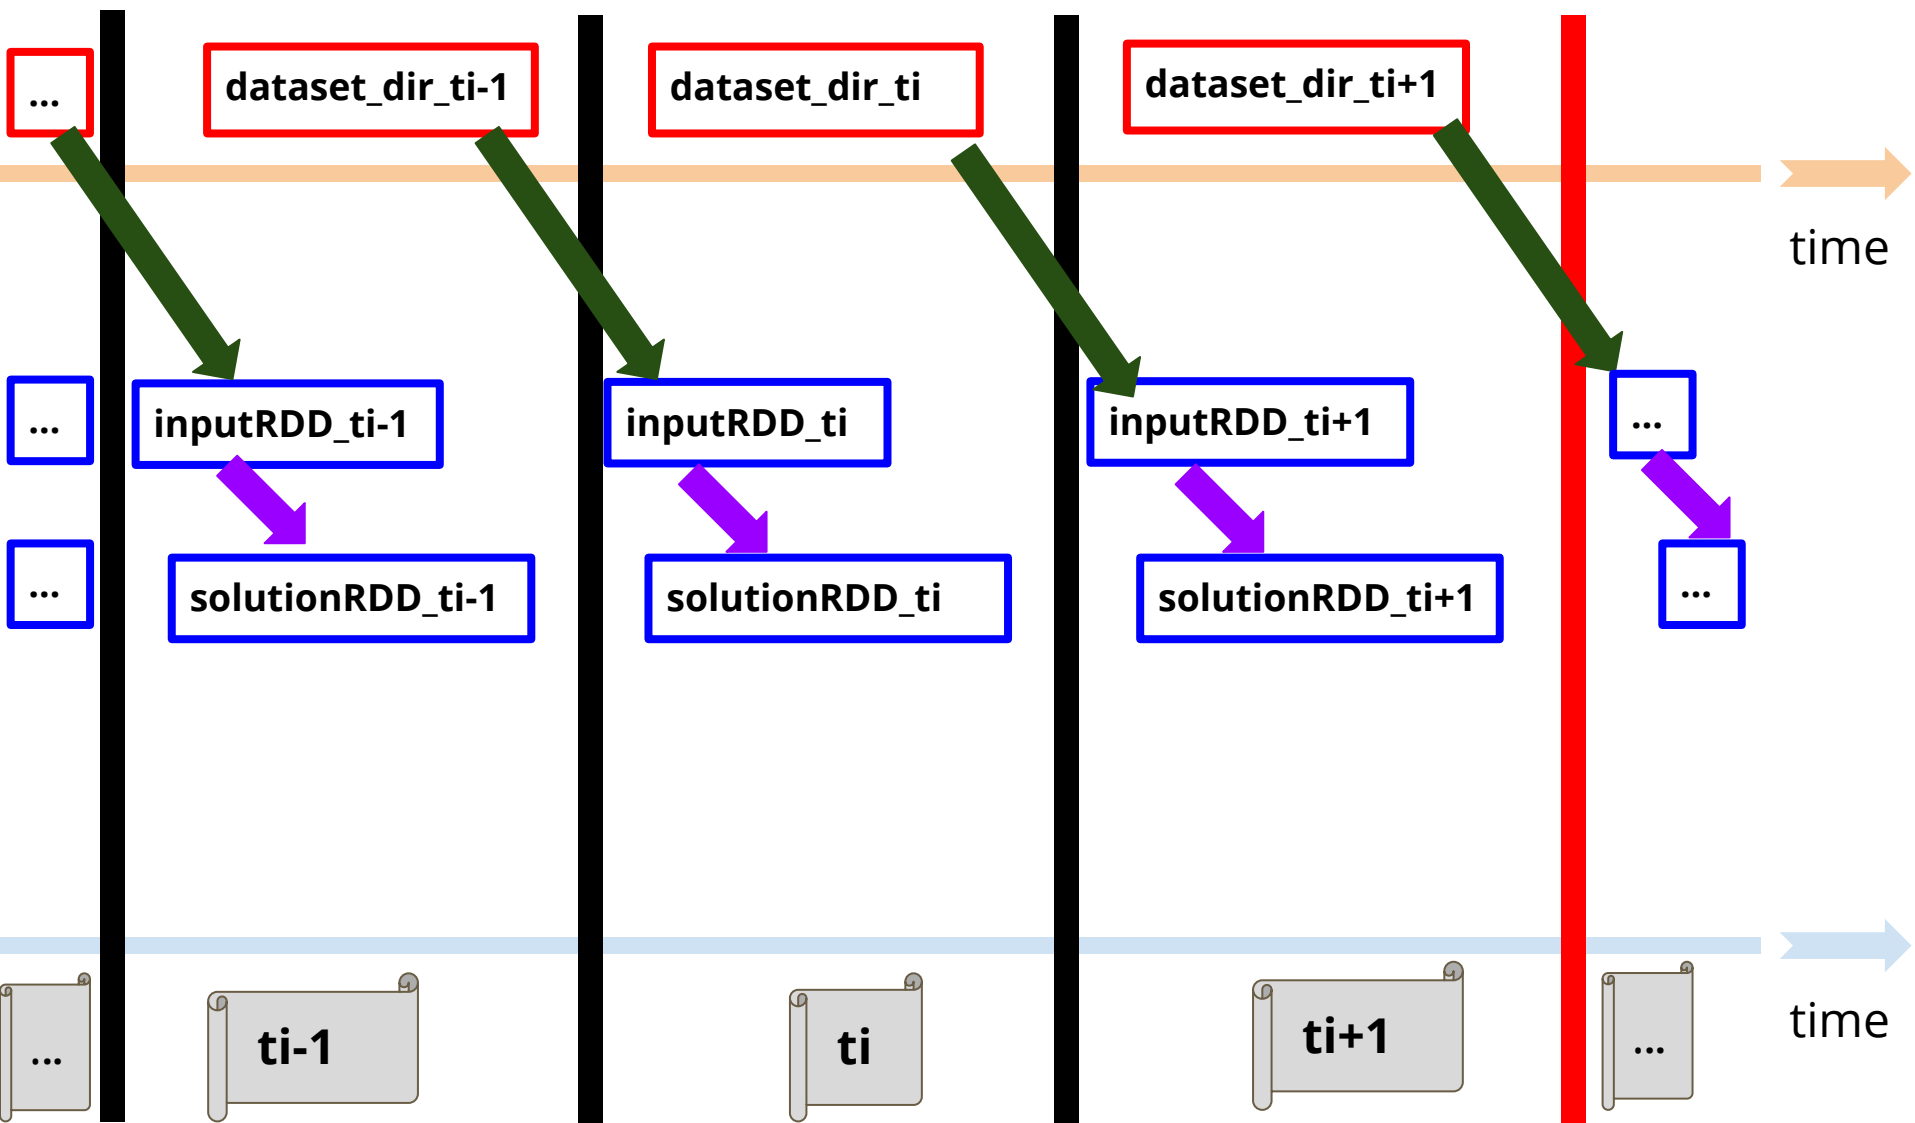 ...
dataset_dir_ti-1
dataset_dir_ti
dataset_dir_ti+1
time
...
inputRDD_ti-1
inputRDD_ti
inputRDD_ti+1
...
...
solutionRDD_ti-1
solutionRDD_ti
solutionRDD_ti+1
...
...
ti-1
ti
ti+1
...
time